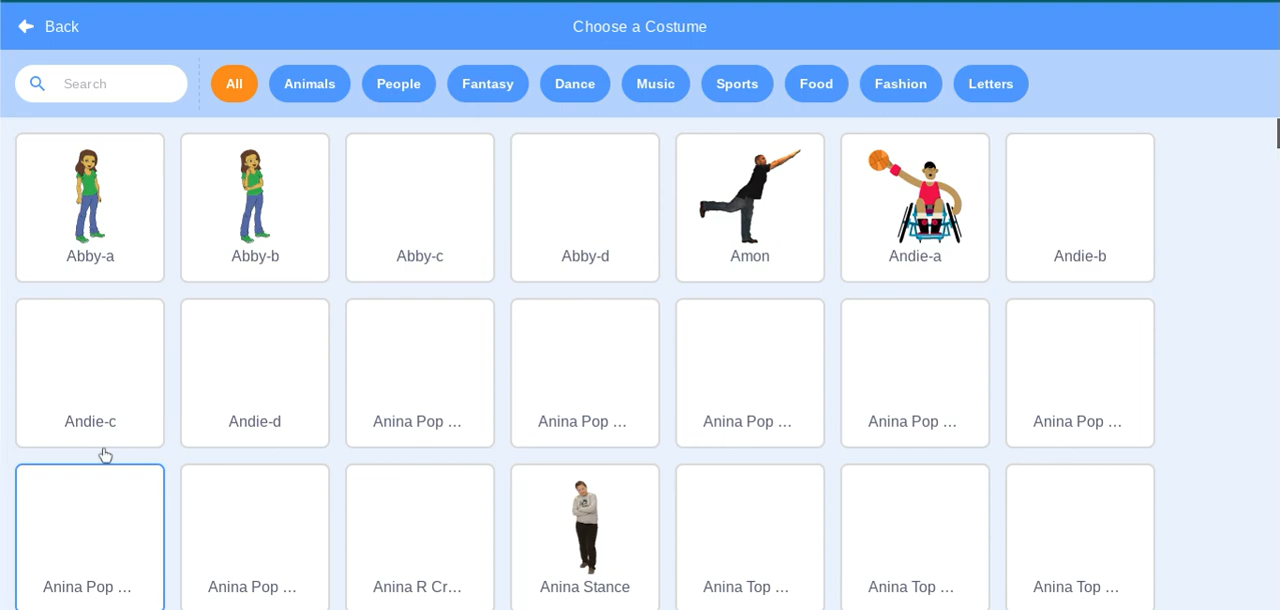 Back
Choose a Costume
Search
All
Animals
People
Fantasy
Dance
Music
Sports
Food
Fashion
Letters
Abby-a
Abby-b
Abby-c
Abby-d
Amon
Andie-a
Andie-b
Andie-c
Andie-d
Anina Pop ...
Anina Pop ...
Anina Pop ...
Anina Pop ...
Anina Pop ...
Anina Pop ...
Anina Pop ...
Anina R Cr...
Anina Stance
Anina Top ...
Anina Top ...
Anina Top ...